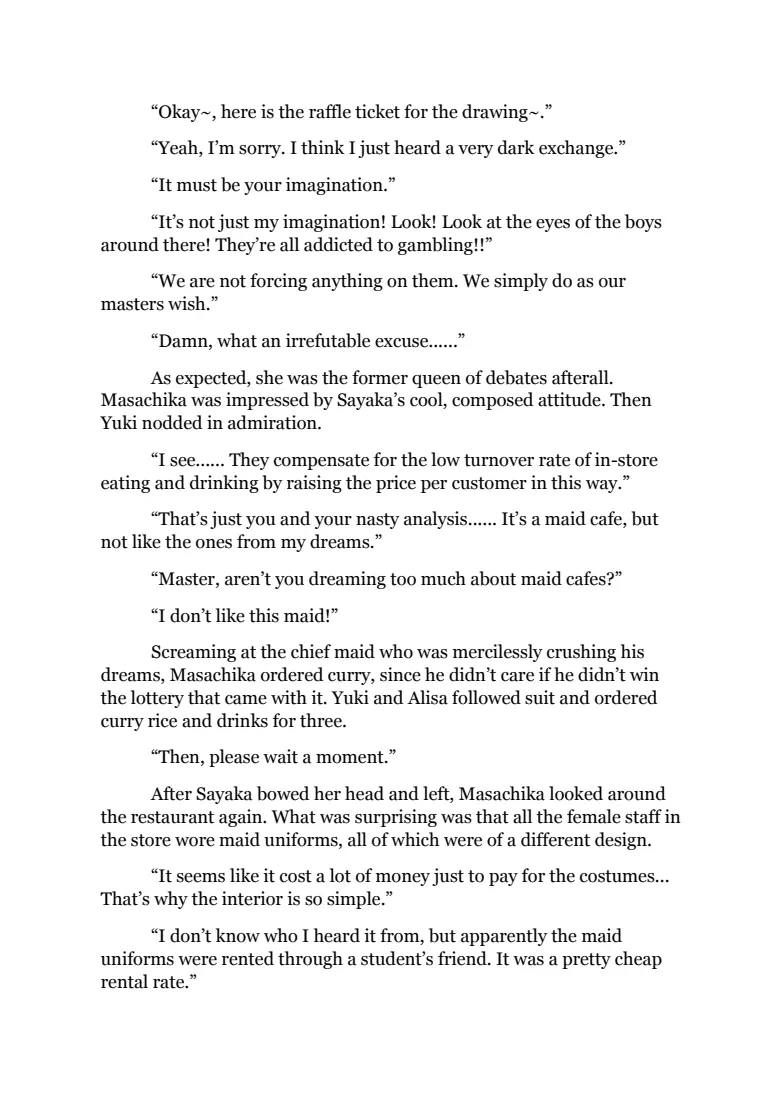 “Okay~, here is the raffle ticket for the drawing~.”
“Yeah, I’m sorry. I think I just heard a very dark exchange.”
“It must be your imagination.”
“It’s not just my imagination! Look! Look at the eyes of the boys
around there! They’re all addicted to gambling!!”
“We are not forcing anything on them. We simply do as our
masters wish.”
“Damn, what an irrefutable excuse......”
As expected, she was the former queen of debates afterall.
Masachika was impressed by Sayaka’s cool, composed attitude. Then
Yuki nodded in admiration.
“I see...... They compensate for the low turnover rate of in-store
eating and drinking by raising the price per customer in this way.”
“That’s just you and your nasty analysis...... It’s a maid cafe, but
not like the ones from my dreams.”
“Master, aren’t you dreaming too much about maid cafes?”
“I don’t like this maid!”
Screaming at the chief maid who was mercilessly crushing his
dreams, Masachika ordered curry, since he didn’t care if he didn’t win
the lottery that came with it. Yuki and Alisa followed suit and ordered
curry rice and drinks for three.
“Then, please wait a moment.”
After Sayaka bowed her head and left, Masachika looked around
the restaurant again. What was surprising was that all the female staff in
the store wore maid uniforms, all of which were of a different design.
“It seems like it cost a lot of money just to pay for the costumes...
That’s why the interior is so simple.”
“I don’t know who I heard it from, but apparently the maid
uniforms were rented through a student’s friend. It was a pretty cheap
rental rate.”